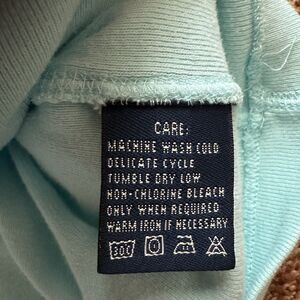 CARE:
MACHINE WASH COLD
DELICATE CYCLE
TUMBLE DRY LOW
NON-CHLORINE BLEACH
ONLY WHEN REQUIRED
WARM IRON IF NECESSARY
30C